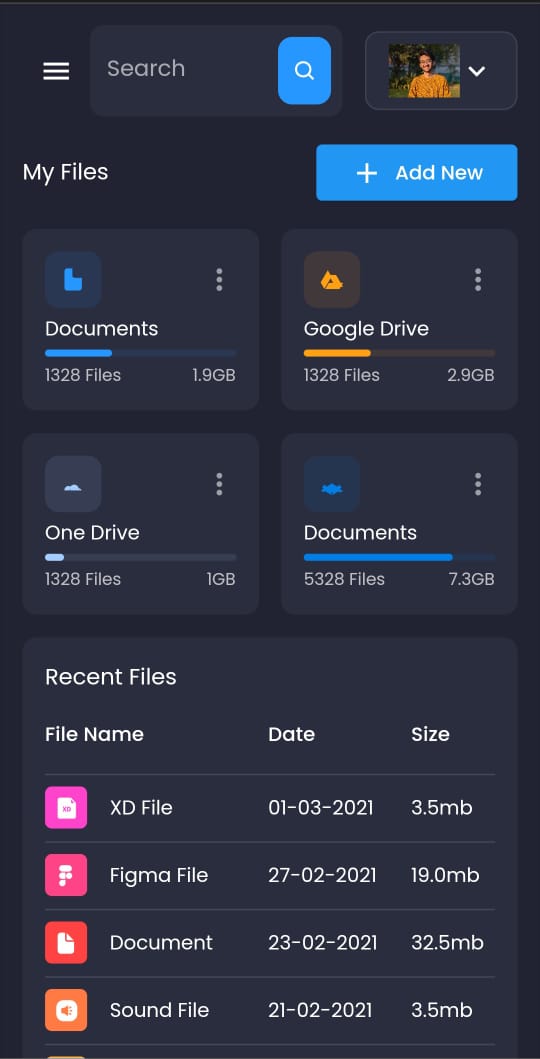 Search
My Files
Add New
Documents
1328 Files 1.9GB
Google Drive
1328 Files 2.9GB
One Drive
1328 Files 1GB
Documents
5328 Files 7.3GB
Recent Files
File Name Date Size
XD XD File 01-03-2021 3.5mb
Figma File 27-02-2021 19.0mb
Document 23-02-2021 32.5mb
Sound File 21-02-2021 3.5mb